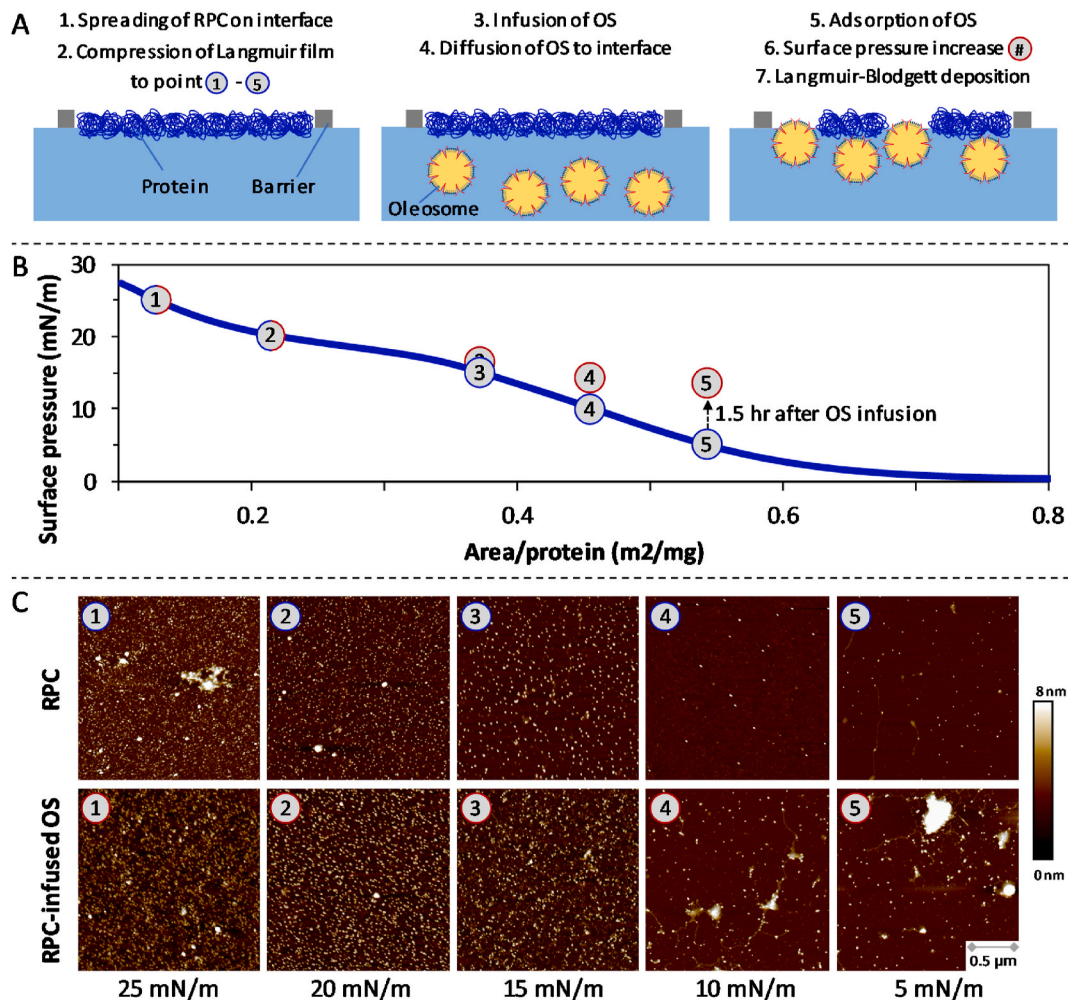 A
1. Spreading of RPC on interface
2. Compression of Langmuir film
to point 1 - 5
3. Infusion of OS
4. Diffusion of OS to interface
5. Adsorption of OS
6. Surface pressure increase #
7. Langmuir-Blodgett deposition
Protein
Barrier
Oleosome
B
Surface pressure (mN/m)
30
20
10
0
1
2
3
3
4
4
5
5
1.5 hr after OS infusion
0.2
0.4
0.6
0.8
Area/protein (m2/mg)
C
RPC
1
2
3
4
5
8 nm
0 nm
RPC-infused OS
1
2
3
4
5
0.5 µm
25 mN/m
20 mN/m
15 mN/m
10 mN/m
5 mN/m